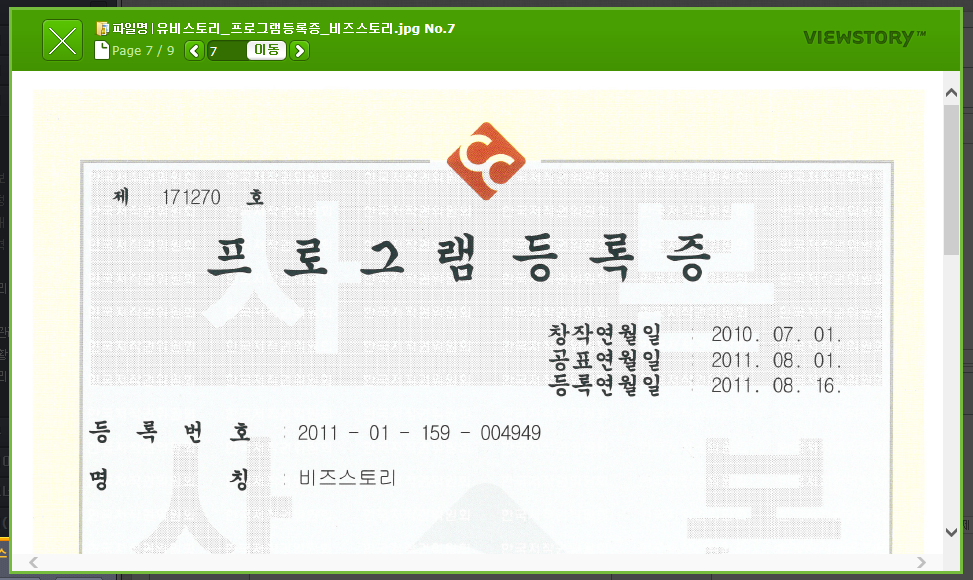 파일명 | 유비스토리_프로그램등록증_비즈스토리.jpg No.7
Page 7 / 9 7 이동
VIEWSTORY™
제 171270 호
프로그램등록증
창작연월일 : 2010. 07. 01.
공표연월일 : 2011. 08. 01.
등록연월일 : 2011. 08. 16.
등록번호 : 2011 - 01 - 159 - 004949
명칭 : 비즈스토리
사본
사본